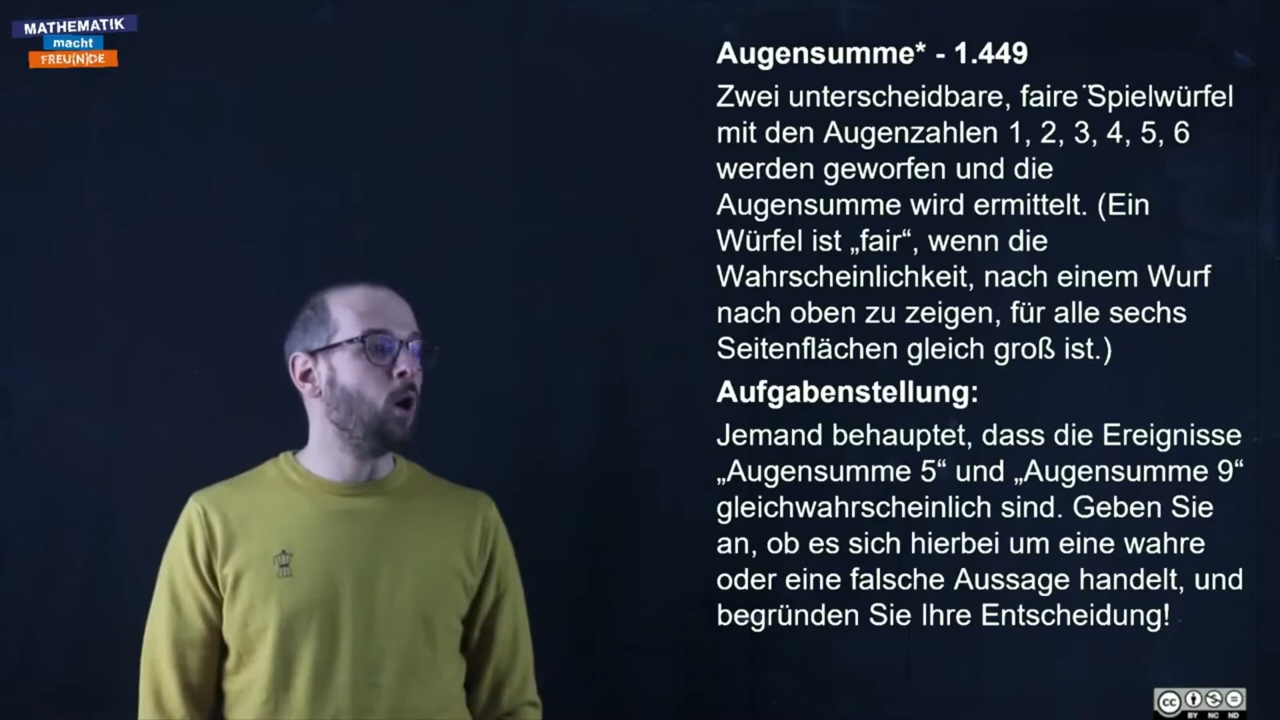 MATHEMATIK
macht
FREU(N)DE
Augensumme* - 1.449
Zwei unterscheidbare, faire Spielwürfel
mit den Augenzahlen 1, 2, 3, 4, 5, 6
werden geworfen und die
Augensumme wird ermittelt. (Ein
Würfel ist „fair“, wenn die
Wahrscheinlichkeit, nach einem Wurf
nach oben zu zeigen, für alle sechs
Seitenflächen gleich groß ist.)
Aufgabenstellung:
Jemand behauptet, dass die Ereignisse
„Augensumme 5“ und „Augensumme 9“
gleichwahrscheinlich sind. Geben Sie
an, ob es sich hierbei um eine wahre
oder eine falsche Aussage handelt, und
begründen Sie Ihre Entscheidung!
cc
BY NC ND